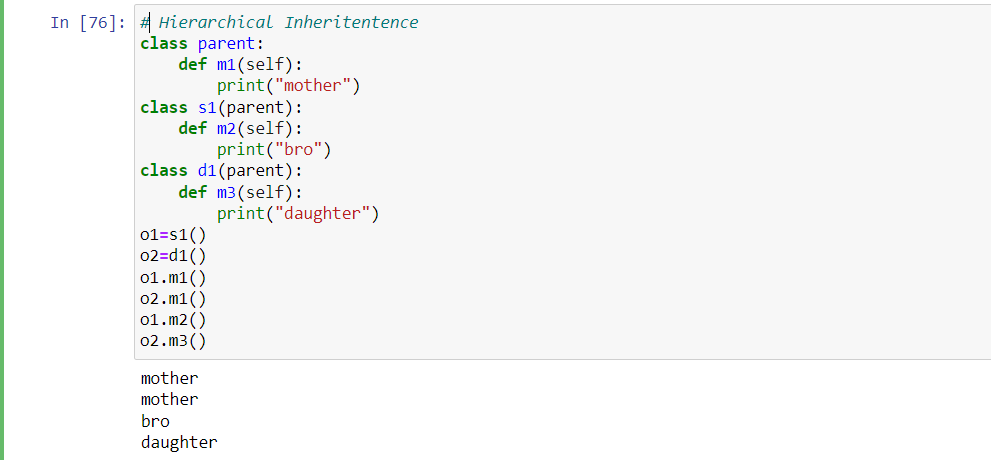 In [76]: # Hierarchical Inheritentence
class parent:
    def m1(self):
        print("mother")
class s1(parent):
    def m2(self):
        print("bro")
class d1(parent):
    def m3(self):
        print("daughter")
o1=s1()
o2=d1()
o1.m1()
o2.m1()
o1.m2()
o2.m3()
mother
mother
bro
daughter